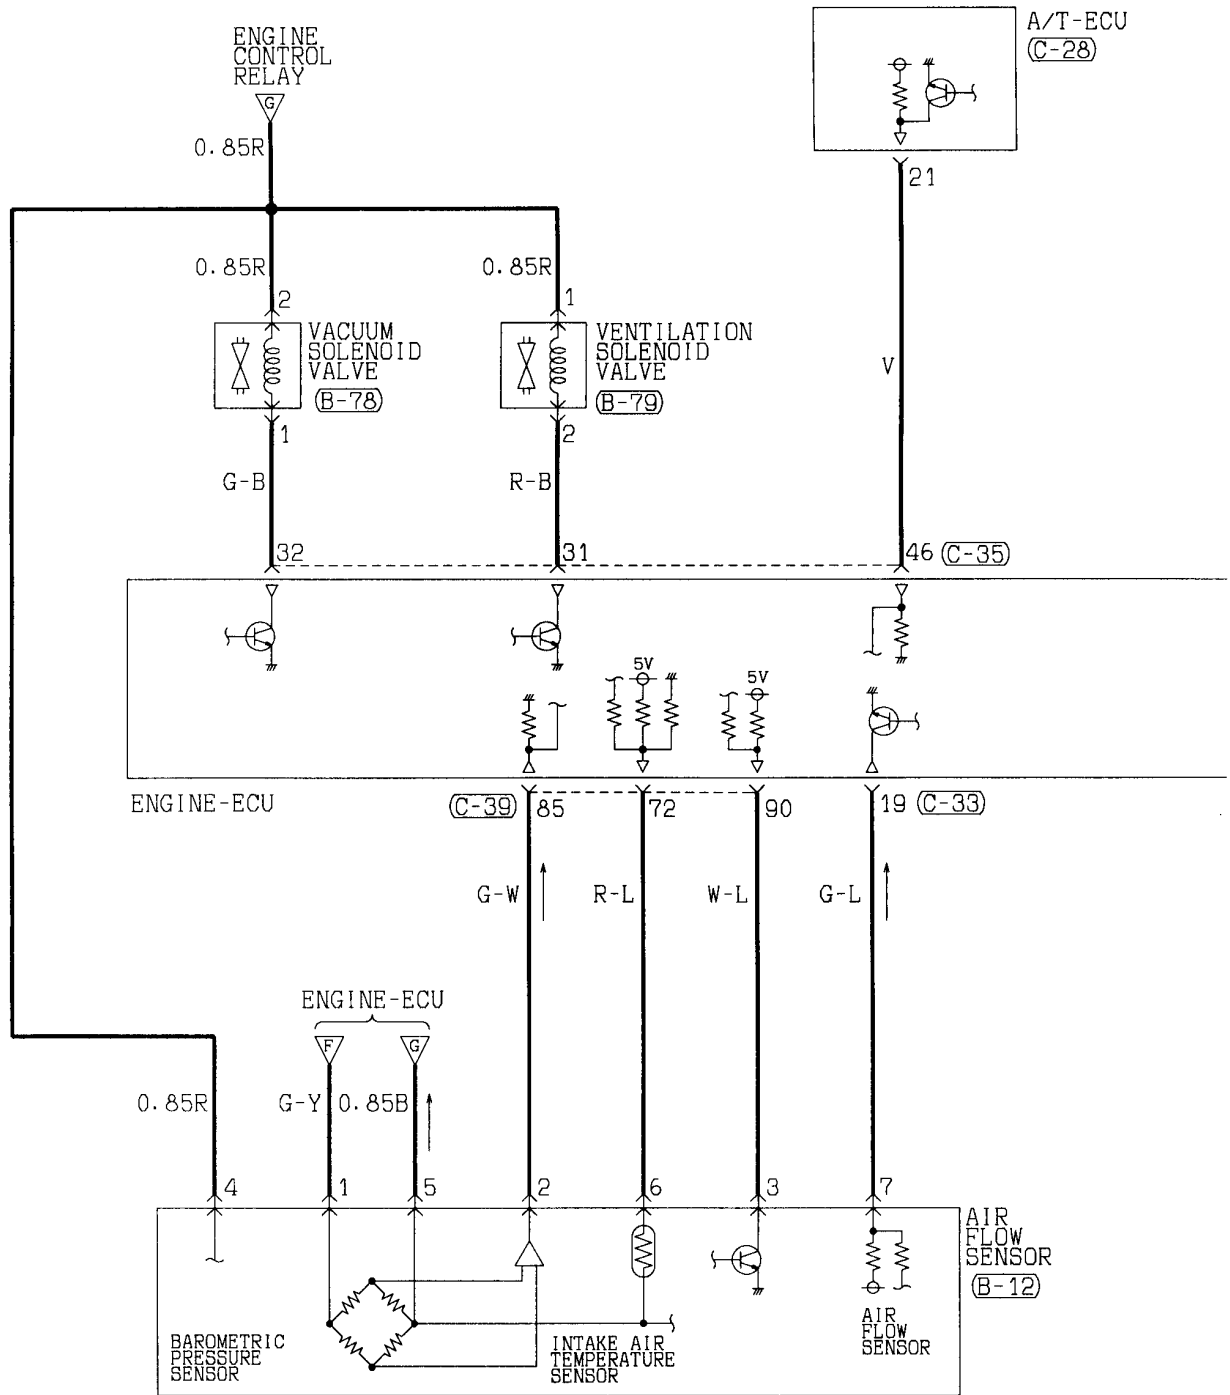 ENGINE
CONTROL
RELAY
G
A/T-ECU
C-28
0.85R
21
0.85R
0.85R
2
1
VACUUM
SOLENOID
VALVE
B-78
VENTILATION
SOLENOID
VALVE
B-79
V
1
2
G-B
R-B
32
31
46
C-35
5V
5V
ENGINE-ECU
C-39
85
72
90
19
C-33
G-W
R-L
W-L
G-L
ENGINE-ECU
F
G
0.85R
G-Y
0.85B
4
1
5
2
6
3
7
AIR
FLOW
SENSOR
B-12
BAROMETRIC
PRESSURE
SENSOR
INTAKE AIR
TEMPERATURE
SENSOR
AIR
FLOW
SENSOR